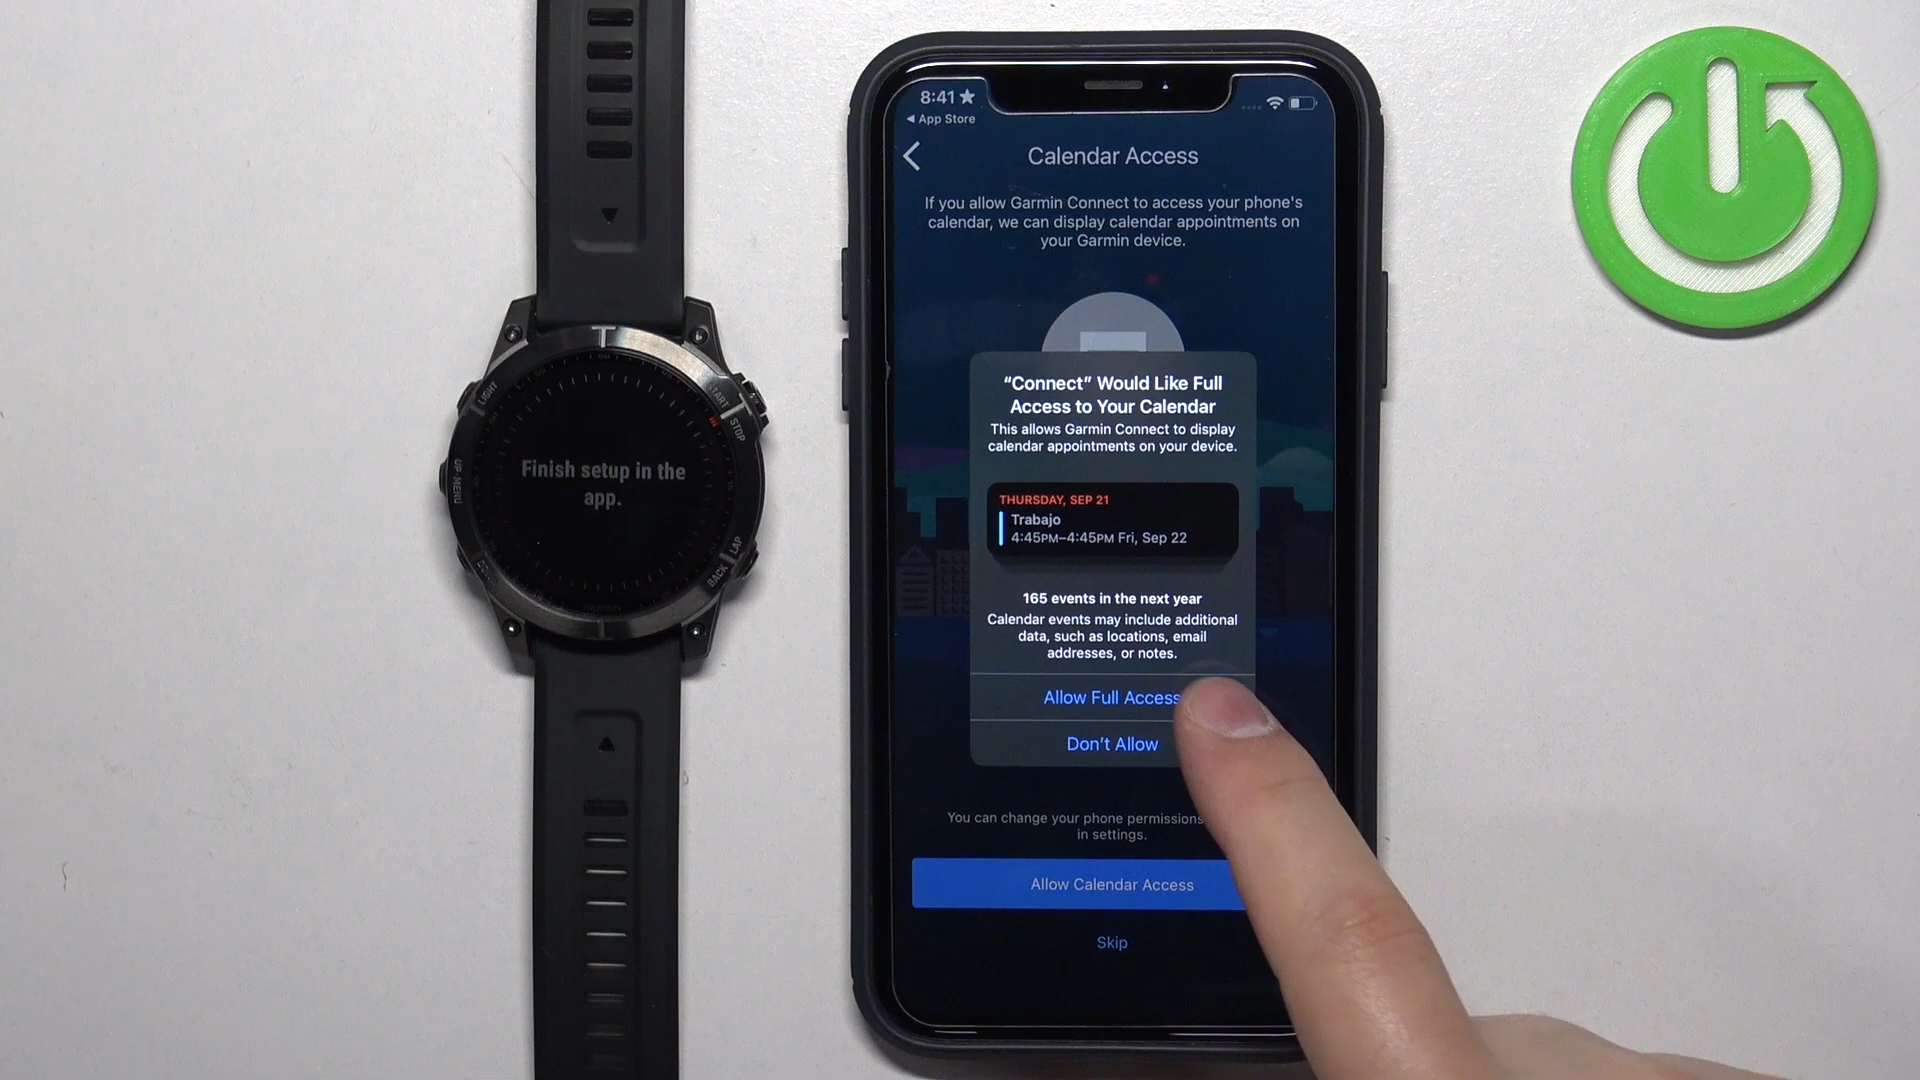 8:41
App Store
Calendar Access
If you allow Garmin Connect to access your phone's
calendar, we can display calendar appointments on
your Garmin device.
“Connect” Would Like Full
Access to Your Calendar
This allows Garmin Connect to display
calendar appointments on your device.
THURSDAY, SEP 21
Trabajo
4:45PM–4:45PM Fri, Sep 22
165 events in the next year
Calendar events may include additional
data, such as locations, email
addresses, or notes.
Allow Full Access
Don’t Allow
You can change your phone permissions
in settings.
Allow Calendar Access
Skip
LIGHT
START
STOP
UP·MENU
Finish setup in the
app.
LAP
BACK